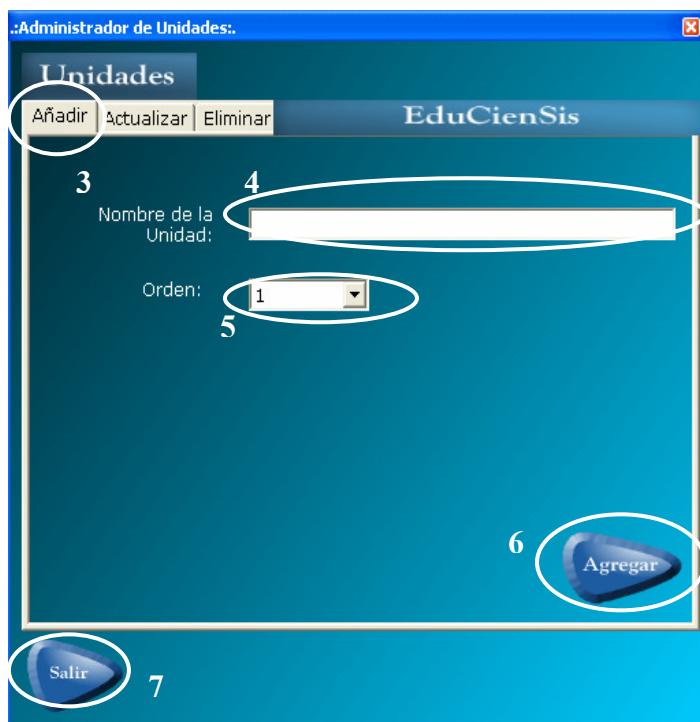 .:Administrador de Unidades:.
Unidades
Añadir Actualizar Eliminar EduCienSis
3 4
Nombre de la
Unidad:
Orden: 1
5
6
Agregar
Salir
7